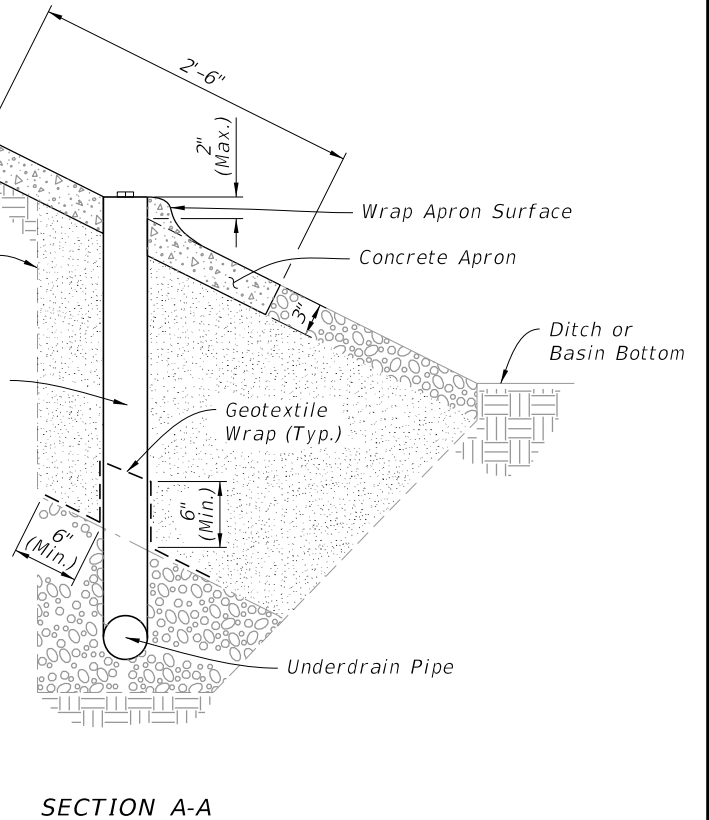 2'-6"
2"
(Max.)
Wrap Apron Surface
Concrete Apron
3"
Ditch or
Basin Bottom
Geotextile
Wrap (Typ.)
6"
(Min.)
6"
(Min.)
Underdrain Pipe
SECTION A-A